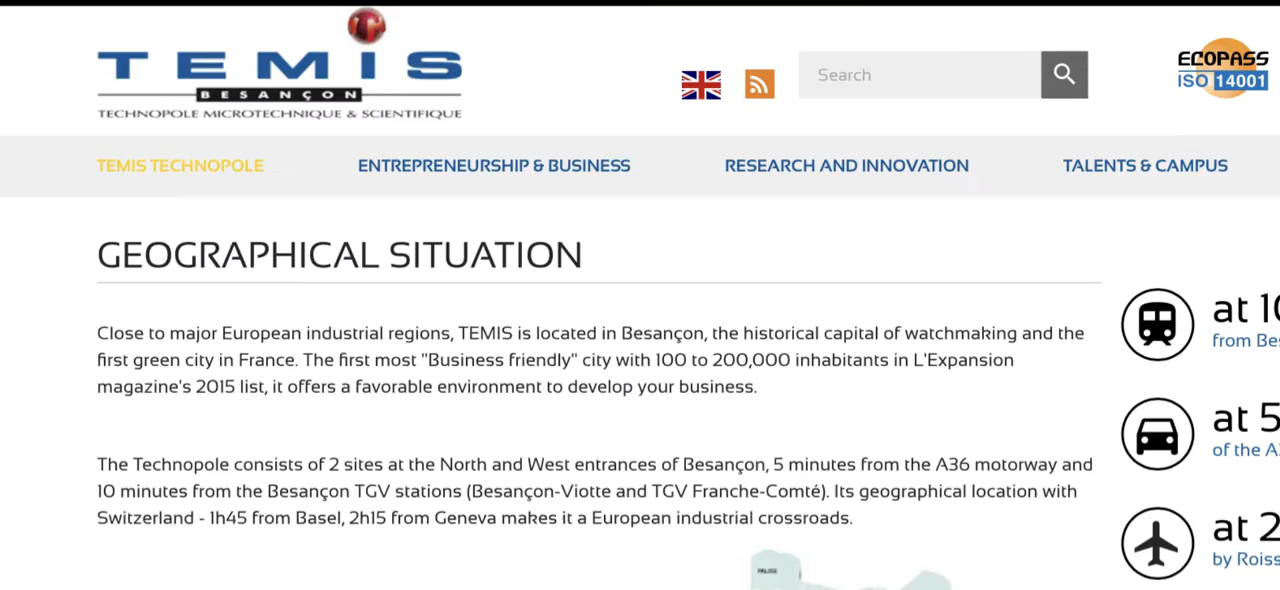 TEMIS
BESANÇON
TECHNOPOLE MICROTECHNIQUE & SCIENTIFIQUE
Search
ECOPASS
ISO 14001
TEMIS TECHNOPOLE
ENTREPRENEURSHIP & BUSINESS
RESEARCH AND INNOVATION
TALENTS & CAMPUS
GEOGRAPHICAL SITUATION
Close to major European industrial regions, TEMIS is located in Besançon, the historical capital of watchmaking and the
first green city in France. The first most "Business friendly" city with 100 to 200,000 inhabitants in L'Expansion
magazine's 2015 list, it offers a favorable environment to develop your business.
The Technopole consists of 2 sites at the North and West entrances of Besançon, 5 minutes from the A36 motorway and
10 minutes from the Besançon TGV stations (Besançon-Viotte and TGV Franche-Comté). Its geographical location with
Switzerland - 1h45 from Basel, 2h15 from Geneva makes it a European industrial crossroads.
at 10
from Bes
at 5
of the A
at 2
by Roiss